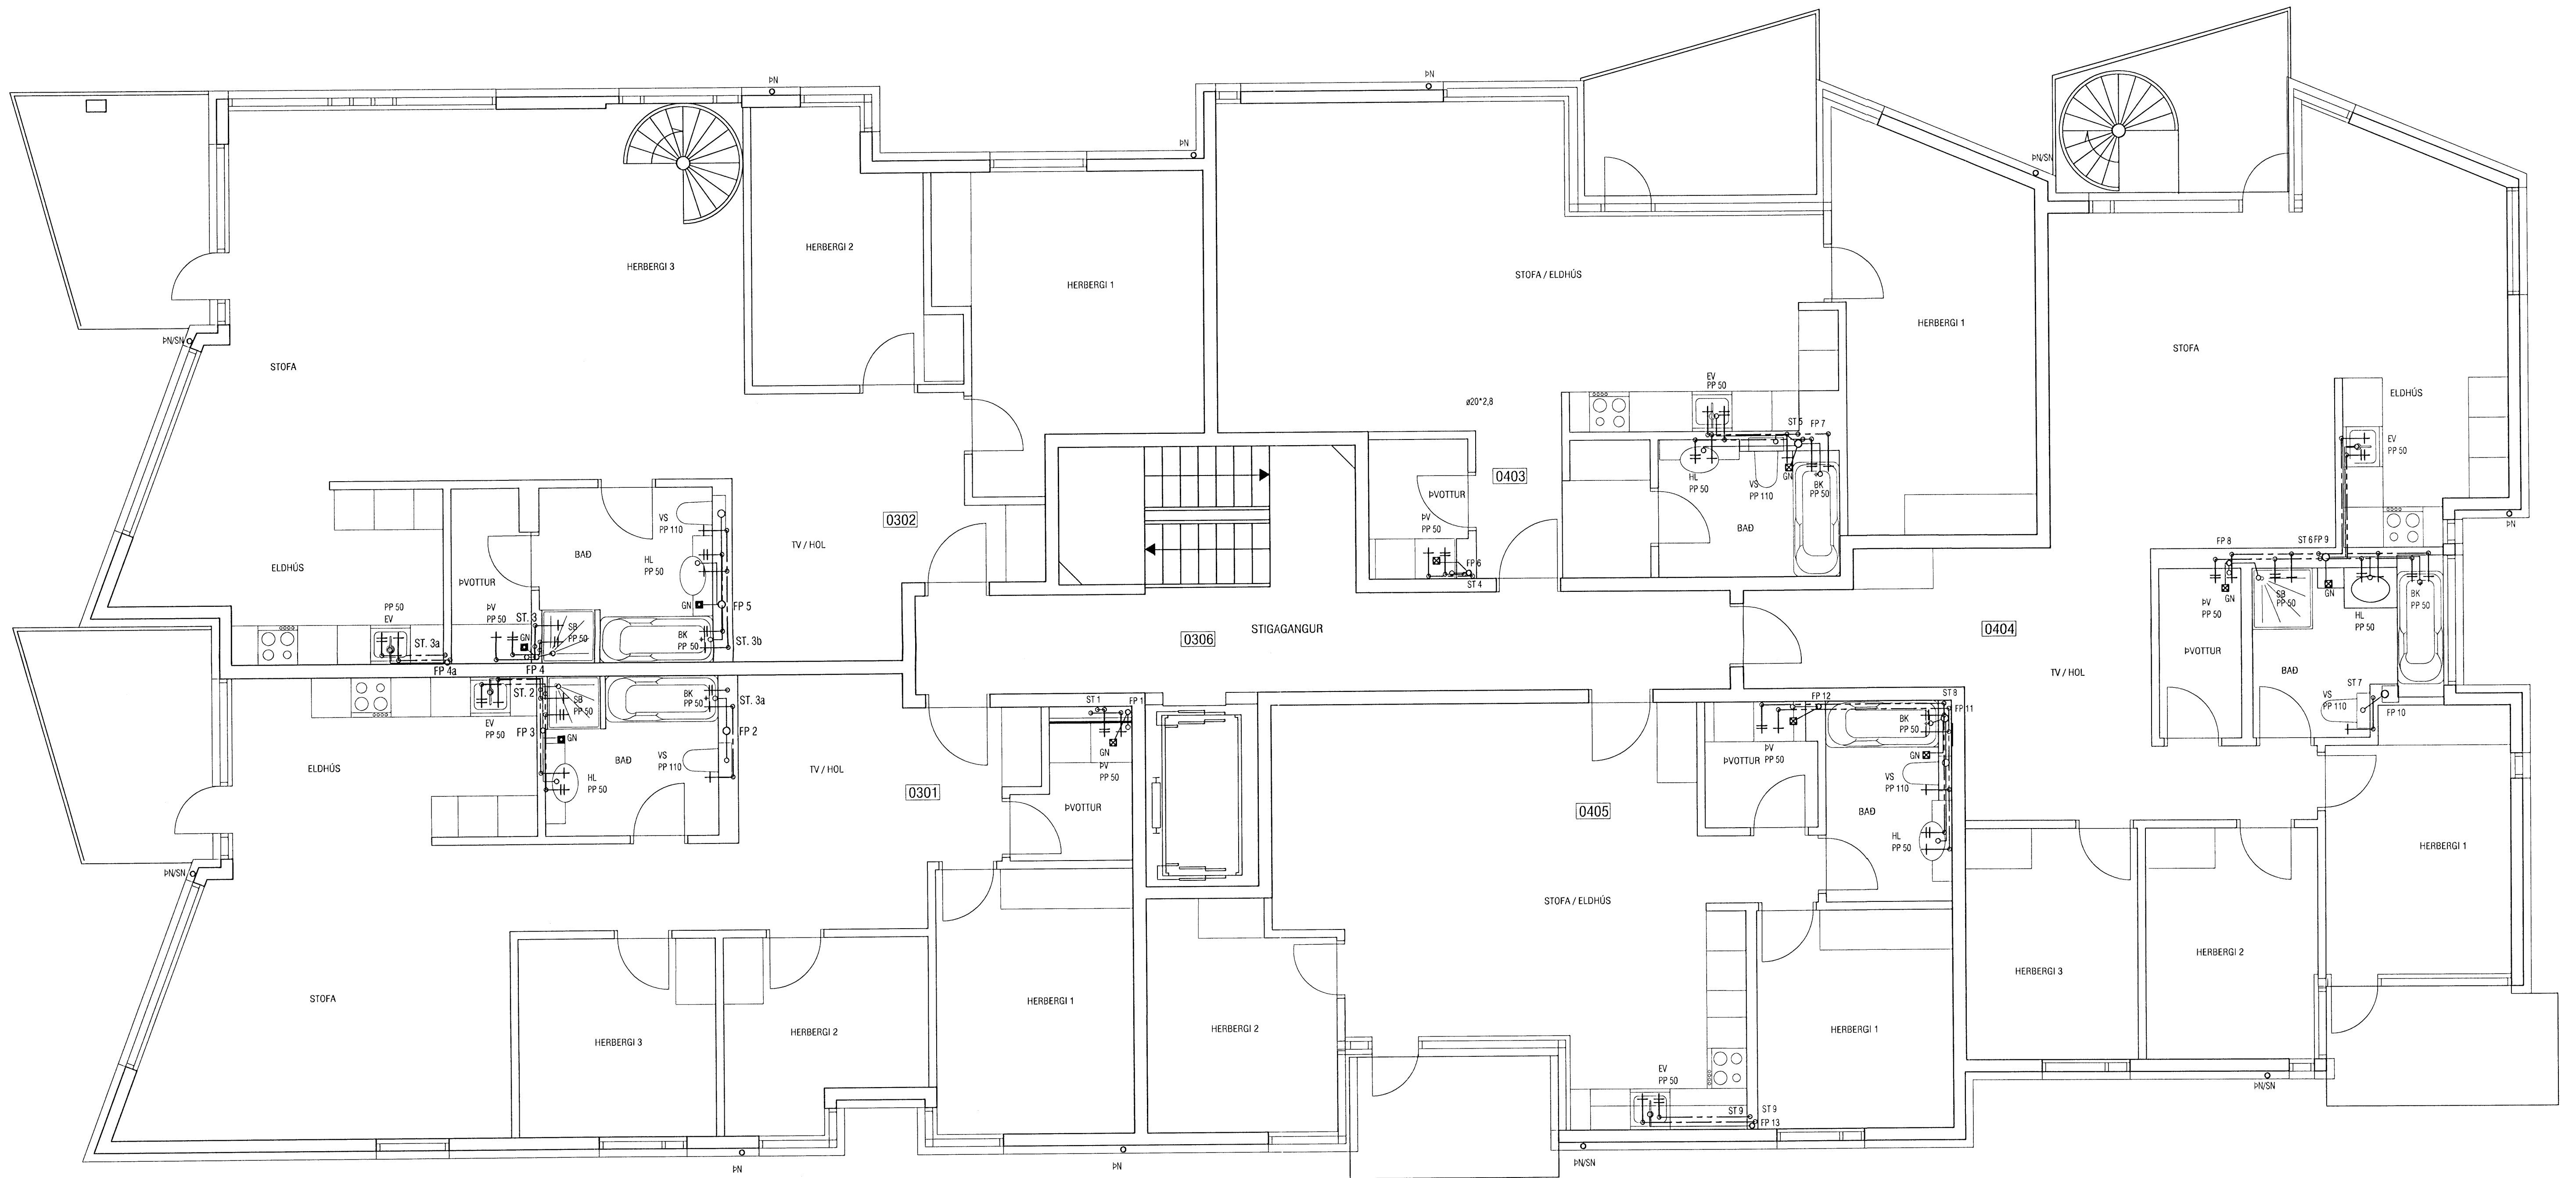 ÞN
ÞN
ÞN
ÞN/SN
HERBERGI 2
HERBERGI 3
HERBERGI 1
STOFA / ELDHÚS
HERBERGI 1
STOFA
ÞN/SN
STOFA
EV
PP 50
ø20*2,8
ELDHÚS
ST 5
FP 7
EV
PP 50
GN
HL
PP 50
VS
PP 110
BK
PP 50
0403
ÞVOTTUR
ÞV
PP 50
BAÐ
FP 6
ST 4
ÞN
0302
VS
PP 110
TV / HOL
BAÐ
HL
PP 50
ELDHÚS
ÞVOTTUR
FP 8
ST 6
FP 9
GN
ÞV
PP 50
SB
PP 50
GN
BK
PP 50
HL
PP 50
PP 50
EV
ÞV
PP 50
ST. 3
GN
FP 5
SB
PP 50
BK
PP 50
ST. 3b
ST. 3a
FP 4a
FP 4
0306
STIGAGANGUR
0404
ÞVOTTUR
TV / HOL
BAÐ
ST 7
VS
PP 110
FP 10
ST. 2
SB
PP 50
BK
PP 50
ST. 3a
EV
PP 50
FP 3
GN
FP 2
ST 1
FP 1
GN
ÞV
PP 50
FP 12
ST 8
FP 11
BK
PP 50
ÞV
PP 50
ÞVOTTUR
GN
VS
PP 110
ELDHÚS
BAÐ
VS
PP 110
HL
PP 50
TV / HOL
0301
ÞVOTTUR
0405
BAÐ
HL
PP 50
ÞN/SN
HERBERGI 1
STOFA / ELDHÚS
STOFA
HERBERGI 3
HERBERGI 2
HERBERGI 1
HERBERGI 2
HERBERGI 1
HERBERGI 3
HERBERGI 2
EV
PP 50
ST 9
ST 9
FP 13
ÞN/SN
ÞN
ÞN
ÞN/SN